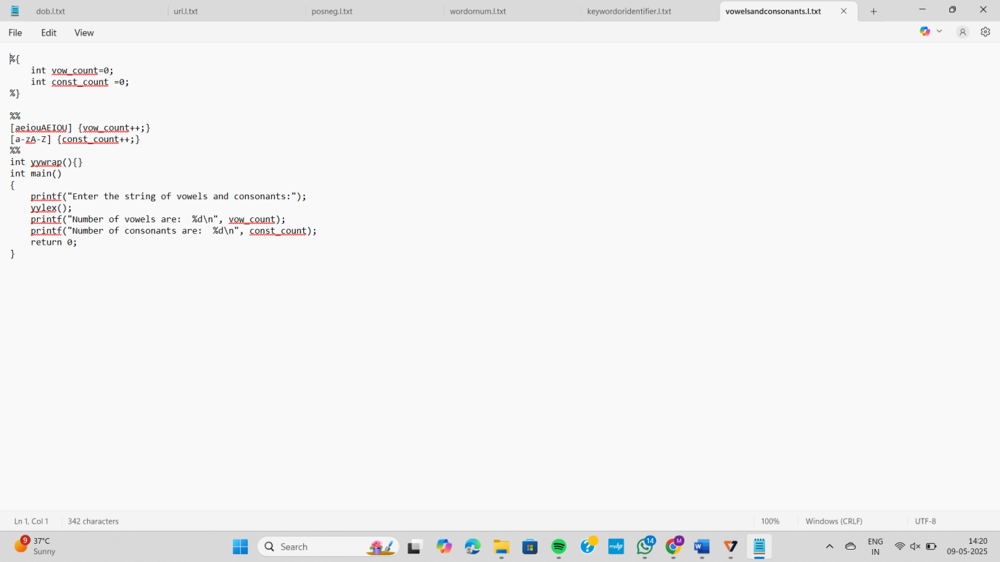 dob.l.txt url.l.txt posneg.l.txt wordornum.l.txt keywordoridentifier.l.txt vowelsandconsonants.l.txt
File Edit View
%{
    int vow_count=0;
    int const_count =0;
%}

%%
[aeiouAEIOU] {vow_count++;}
[a-zA-Z] {const_count++;}
%%
int yywrap(){}
int main()
{
    printf("Enter the string of vowels and consonants:");
    yylex();
    printf("Number of vowels are:  %d\n", vow_count);
    printf("Number of consonants are:  %d\n", const_count);
    return 0;
}
Ln 1, Col 1 342 characters 100% Windows (CRLF) UTF-8
9 37°C Search myhp 14 M W ENG 14:20
Sunny IN 09-05-2025